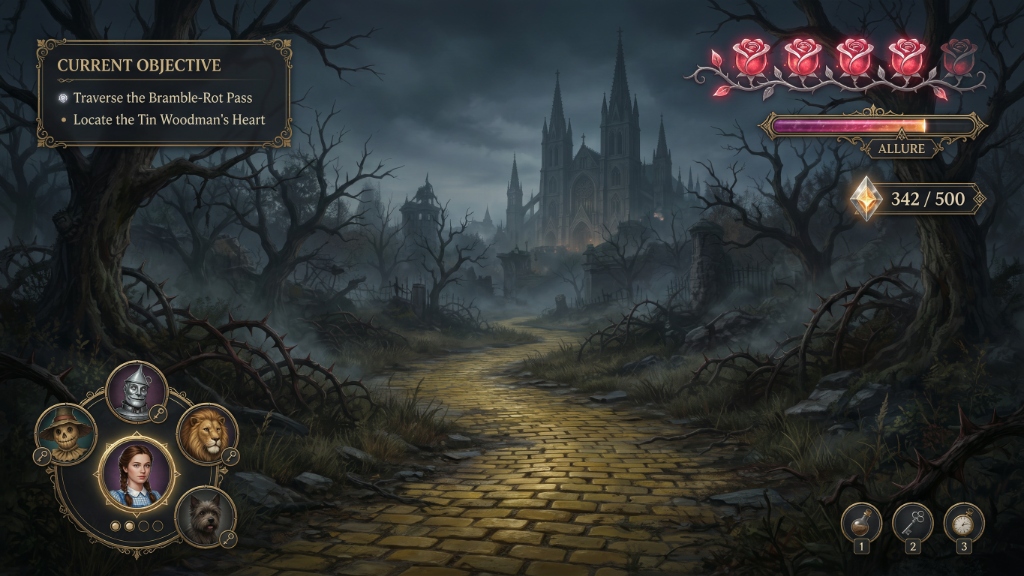 CURRENT OBJECTIVE
Traverse the Bramble-Rot Pass
Locate the Tin Woodman's Heart
ALLURE
342 / 500
1
2
3